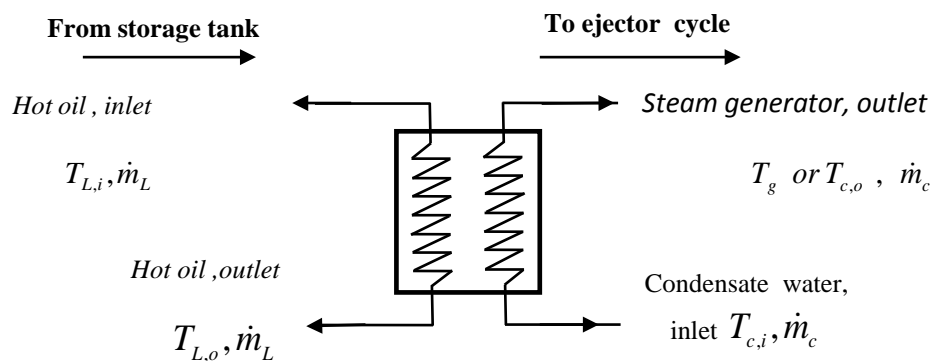 From storage tank
To ejector cycle
Hot oil , inlet
Steam generator, outlet
T_{L,i}, ṁ_L
T_g or T_{c,o} , ṁ_c
Hot oil ,outlet
Condensate water,
T_{L,o}, ṁ_L
inlet T_{c,i}, ṁ_c